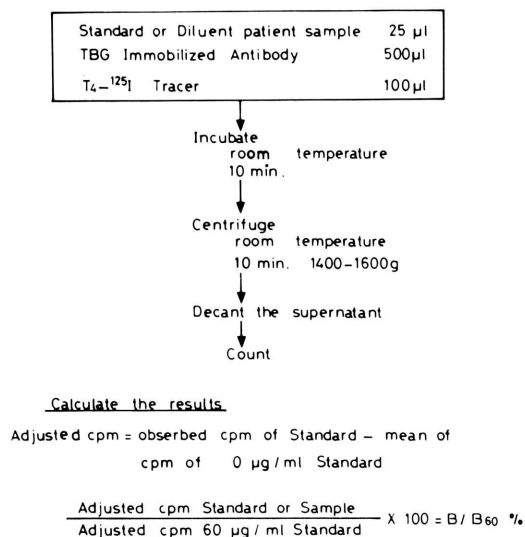 Standard or Diluent patient sample 25 µl
TBG Immobilized Antibody 500µl
T₄–¹²⁵I Tracer 100µl
Incubate
room temperature
10 min.
Centrifuge
room temperature
10 min. 1400–1600g
Decant the supernatant
Count
Calculate the results
Adjusted cpm = obserbed cpm of Standard – mean of
cpm of 0 µg/ml Standard
Adjusted cpm Standard or Sample
Adjusted cpm 60 µg/ml Standard
X 100 = B/B₆₀ %